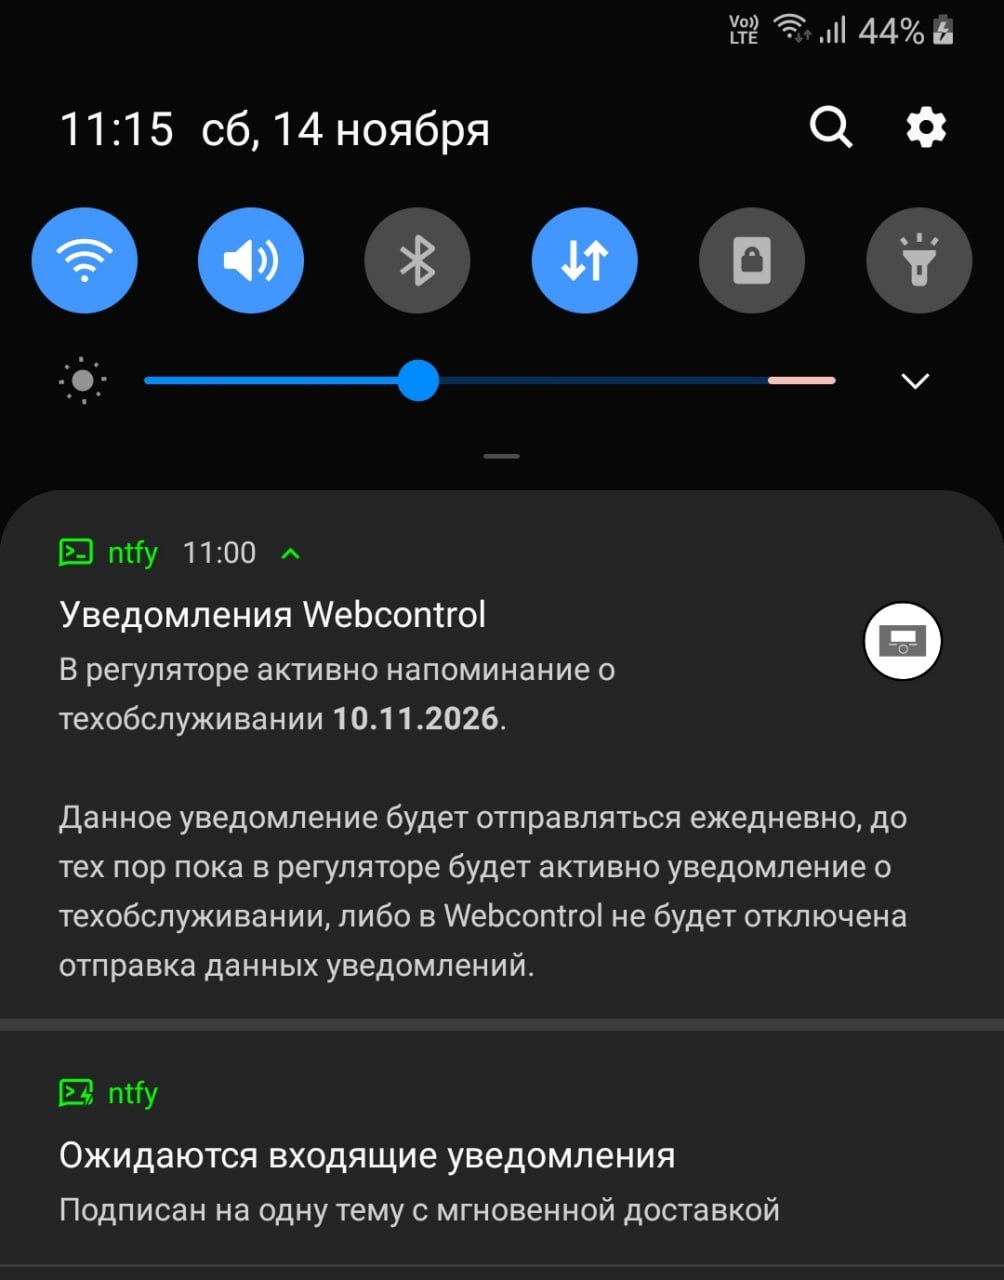 Vo)) LTE 44%
11:15 сб, 14 ноября
ntfy 11:00
Уведомления Webcontrol
В регуляторе активно напоминание о
техобслуживании 10.11.2026.
Данное уведомление будет отправляться ежедневно, до
тех пор пока в регуляторе будет активно уведомление о
техобслуживании, либо в Webcontrol не будет отключена
отправка данных уведомлений.
ntfy
Ожидаются входящие уведомления
Подписан на одну тему с мгновенной доставкой